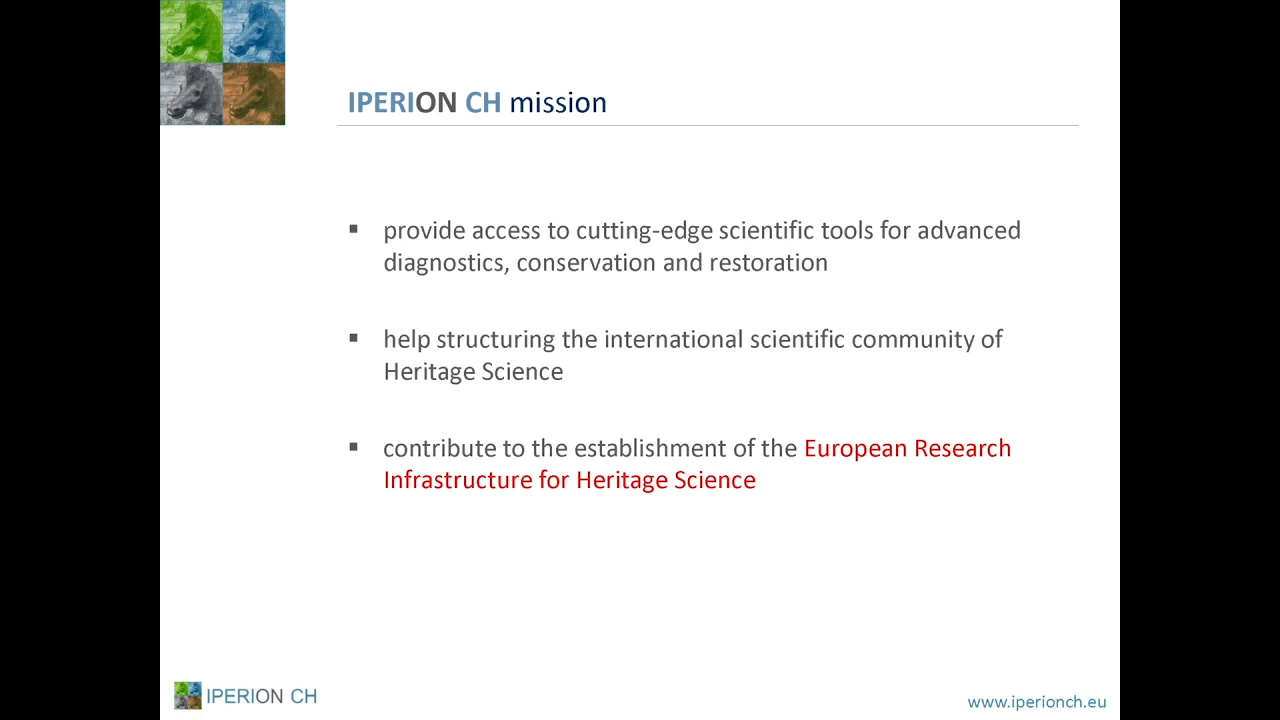 IPERION CH mission
▪ provide access to cutting-edge scientific tools for advanced
diagnostics, conservation and restoration
▪ help structuring the international scientific community of
Heritage Science
▪ contribute to the establishment of the European Research
Infrastructure for Heritage Science
IPERION CH
www.iperionch.eu